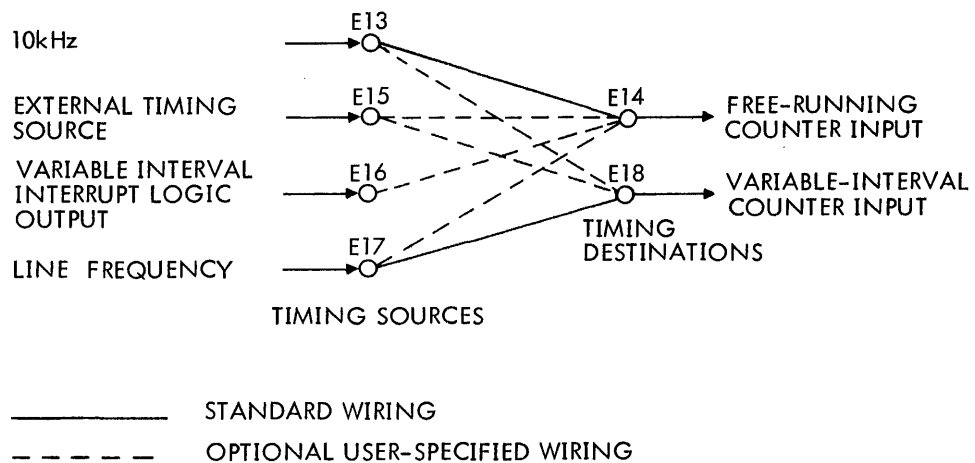 E13
10kHz
E15
E14
EXTERNAL TIMING
SOURCE
FREE-RUNNING
COUNTER INPUT
VARIABLE INTERVAL
INTERRUPT LOGIC
OUTPUT
E16
E18
VARIABLE-INTERVAL
COUNTER INPUT
TIMING
DESTINATIONS
E17
LINE FREQUENCY
TIMING SOURCES
STANDARD WIRING
OPTIONAL USER-SPECIFIED WIRING